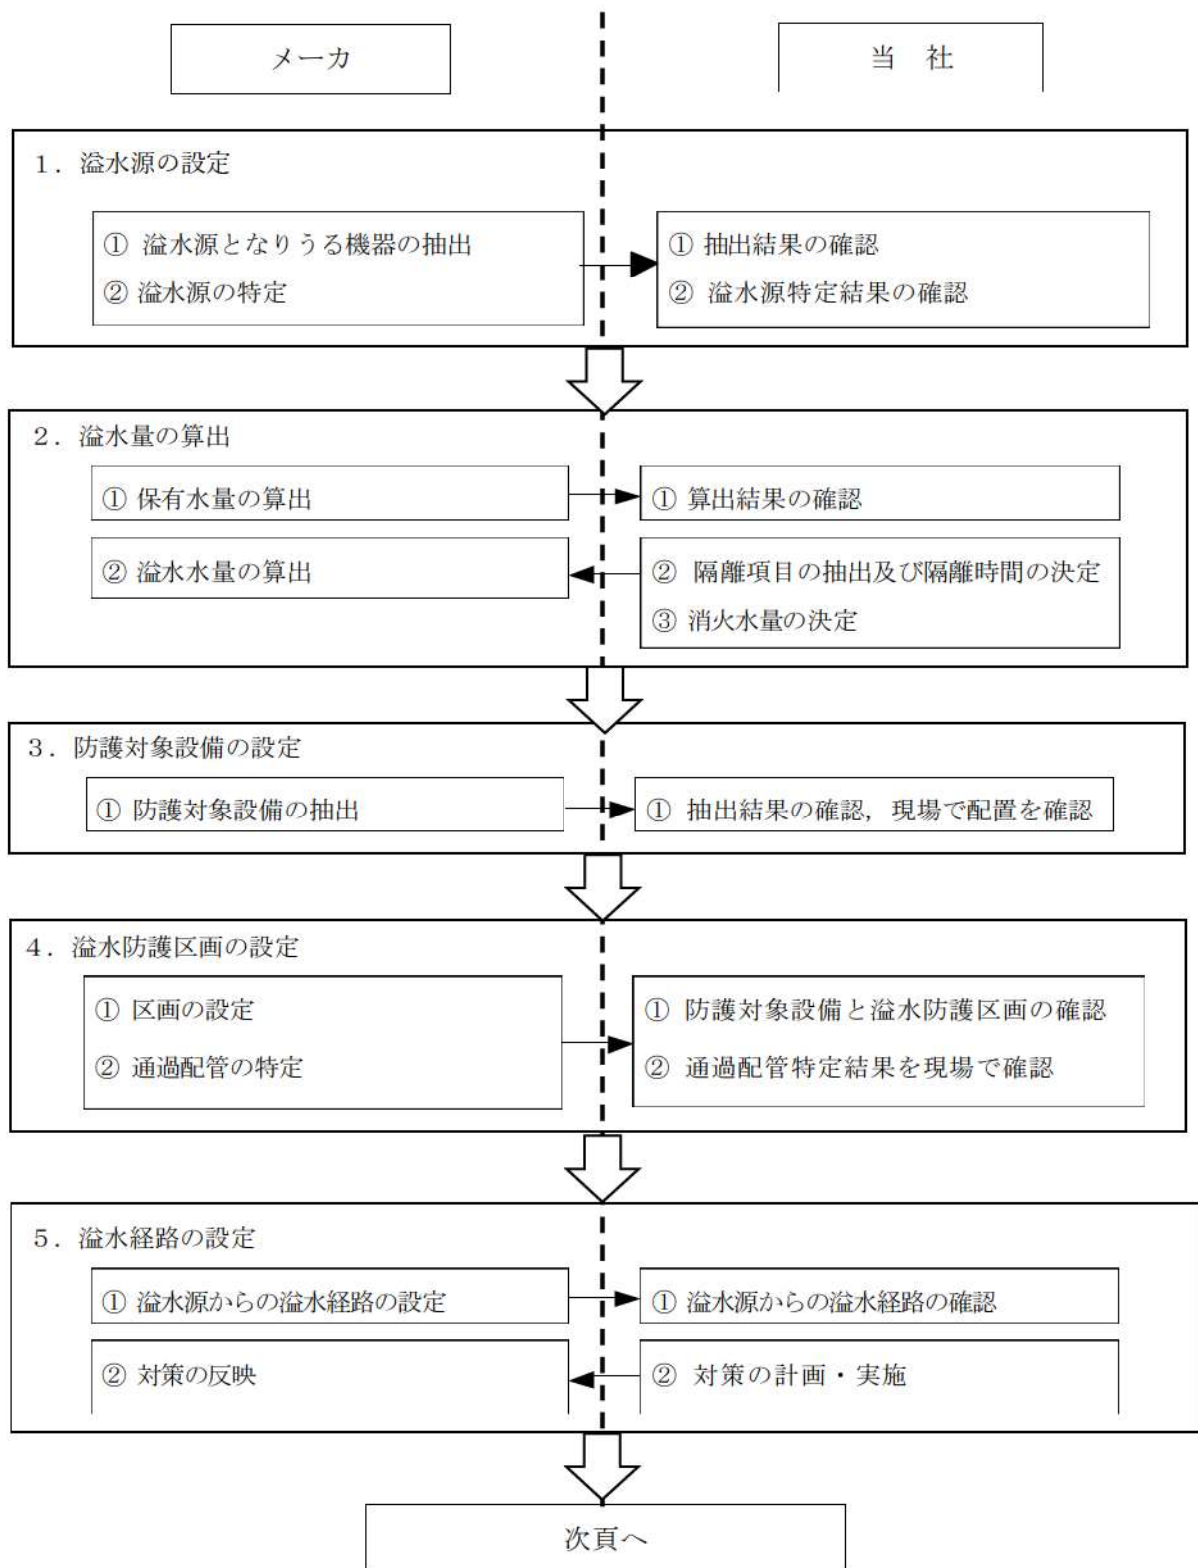 メーカ
当　社
１．溢水源の設定
① 溢水源となりうる機器の抽出
② 溢水源の特定
① 抽出結果の確認
② 溢水源特定結果の確認
２．溢水量の算出
① 保有水量の算出
① 算出結果の確認
② 溢水水量の算出
② 隔離項目の抽出及び隔離時間の決定
③ 消火水量の決定
３．防護対象設備の設定
① 防護対象設備の抽出
① 抽出結果の確認，現場で配置を確認
４．溢水防護区画の設定
① 区画の設定
② 通過配管の特定
① 防護対象設備と溢水防護区画の確認
② 通過配管特定結果を現場で確認
５．溢水経路の設定
① 溢水源からの溢水経路の設定
① 溢水源からの溢水経路の確認
② 対策の反映
② 対策の計画・実施
次頁へ